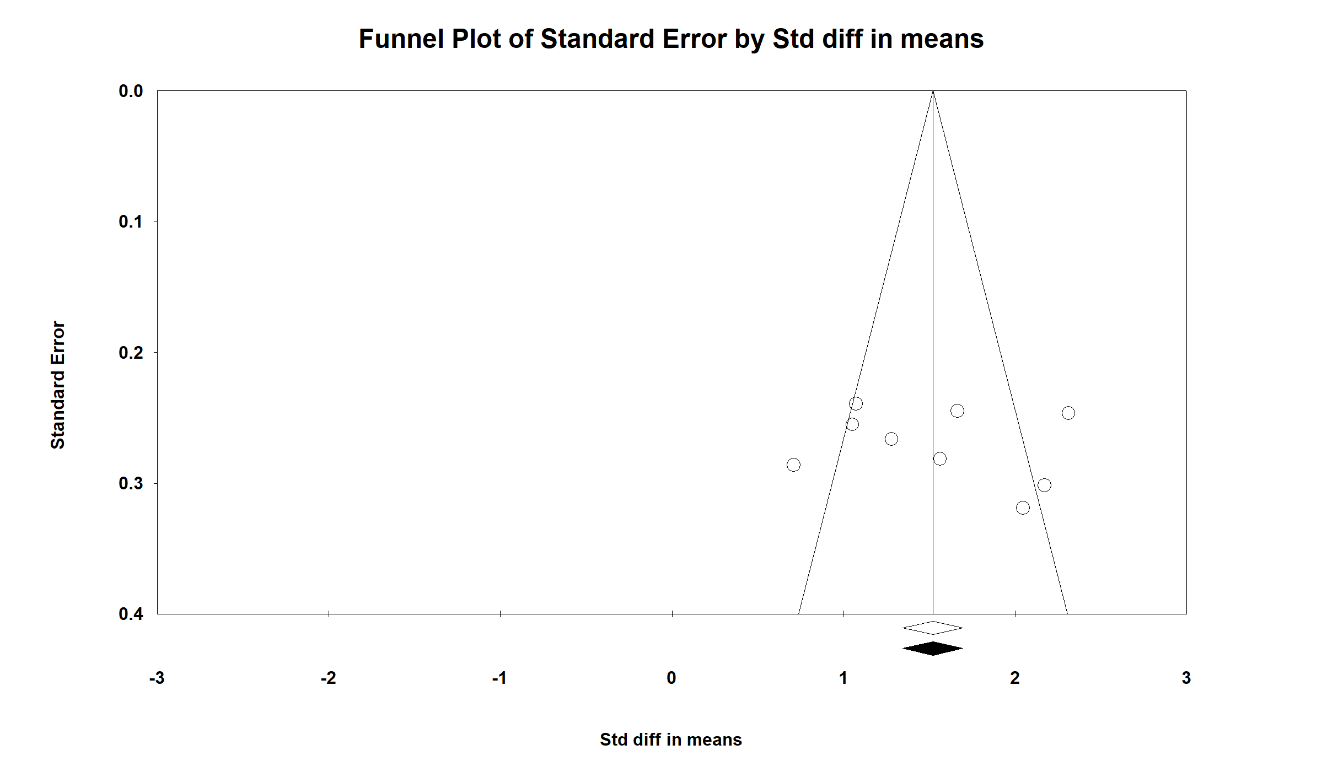 Funnel Plot of Standard Error by Std diff in means
0.0
0.1
0.2
0.3
0.4
Standard Error
-3 -2 -1 0 1 2 3
Std diff in means